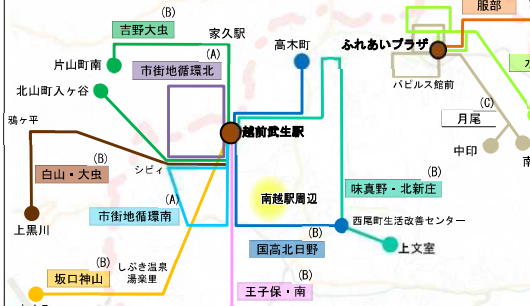 服部
(B)
吉野大虫
家久駅
(A)
片山町南
市街地循環北
高木町
ふれあいプラザ
北山町入ヶ谷
パピルス館前
水
(C)
月尾
鴉ヶ平
越前武生駅
中印
南
(B)
白山・大虫
シピィ
(B)
味真野・北新庄
(A)
市街地循環南
南越駅周辺
西尾町生活改善センター
上黒川
(B)
国高北日野
上文室
(B)
坂口神山
しぶき温泉
湯楽里
(B)
王子保・南